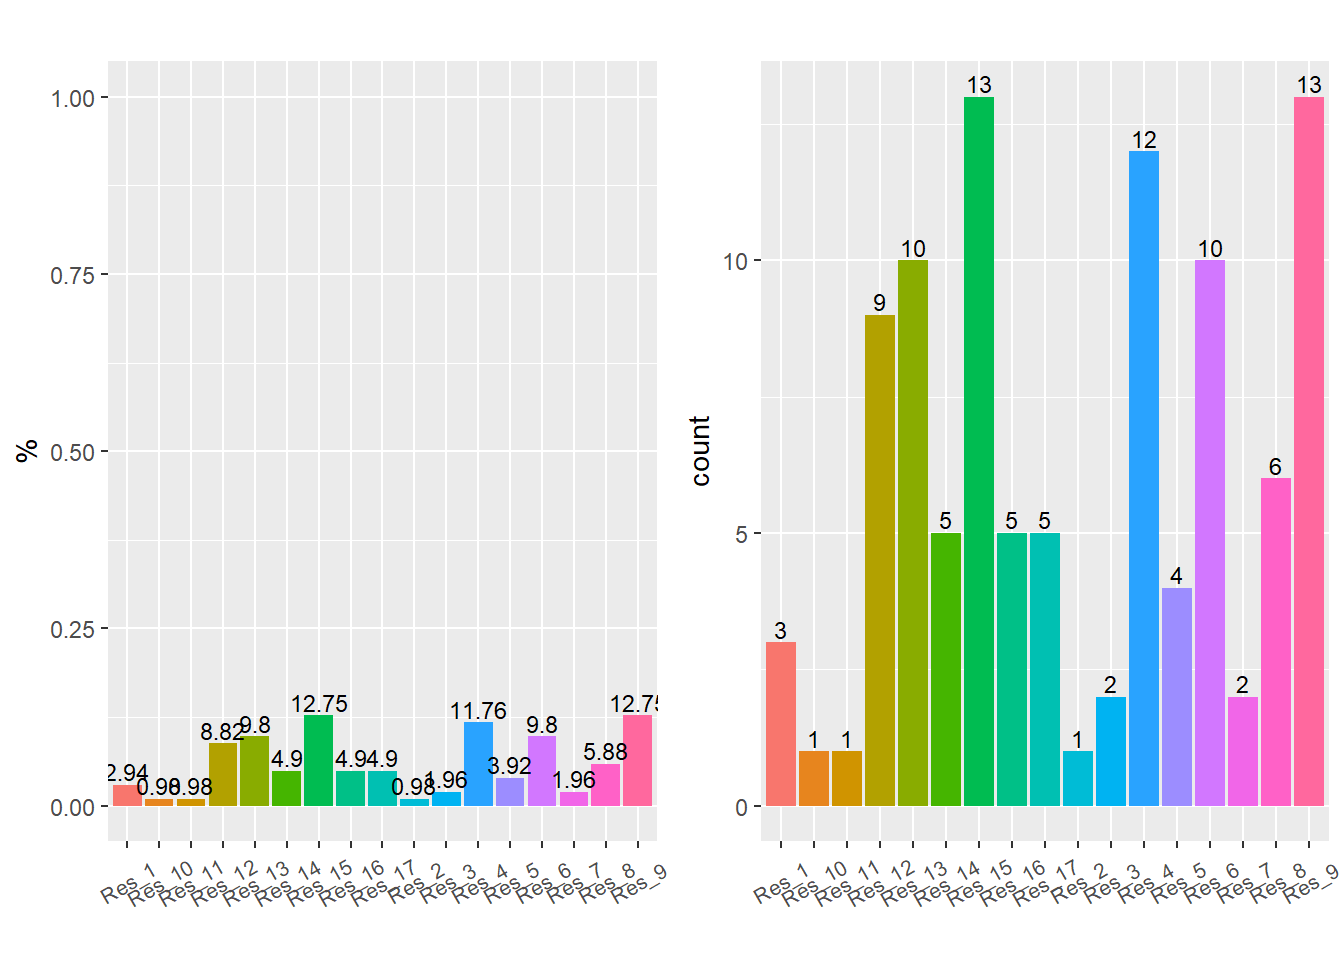 %
1.00
0.75
0.50
0.25
0.00
2.94
0.98
0.98
8.82
9.8
4.9
12.75
4.9
4.9
0.98
1.96
11.76
3.92
9.8
1.96
5.88
12.75
Res_1
Res_10
Res_11
Res_12
Res_13
Res_14
Res_15
Res_16
Res_17
Res_2
Res_3
Res_4
Res_5
Res_6
Res_7
Res_8
Res_9
count
10
5
0
3
1
1
9
10
5
13
5
5
1
2
12
4
10
2
6
13
Res_1
Res_10
Res_11
Res_12
Res_13
Res_14
Res_15
Res_16
Res_17
Res_2
Res_3
Res_4
Res_5
Res_6
Res_7
Res_8
Res_9